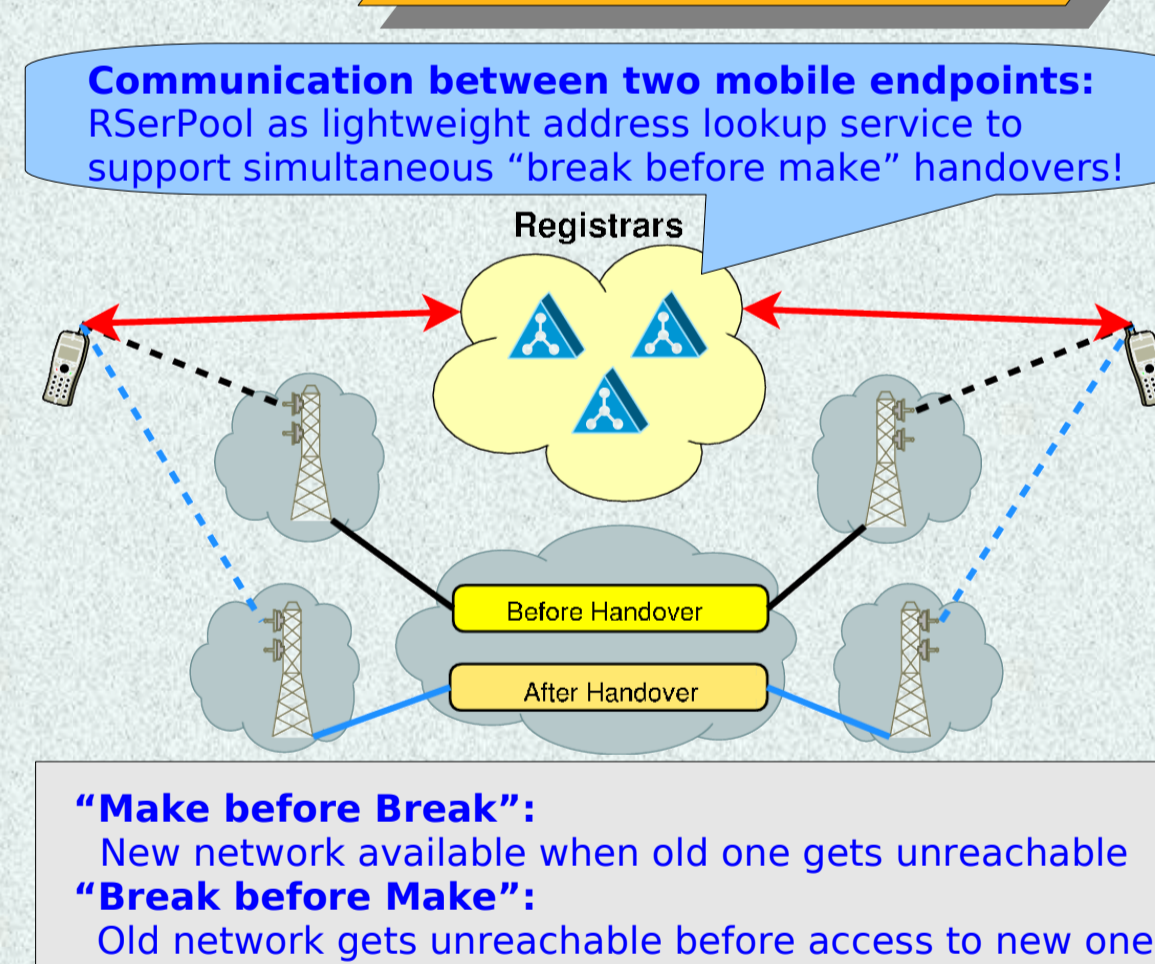 Communication between two mobile endpoints:
RSerPool as lightweight address lookup service to
support simultaneous “break before make” handovers!
Registrars
Before Handover
After Handover
“Make before Break”:
New network available when old one gets unreachable
“Break before Make”:
Old network gets unreachable before access to new one